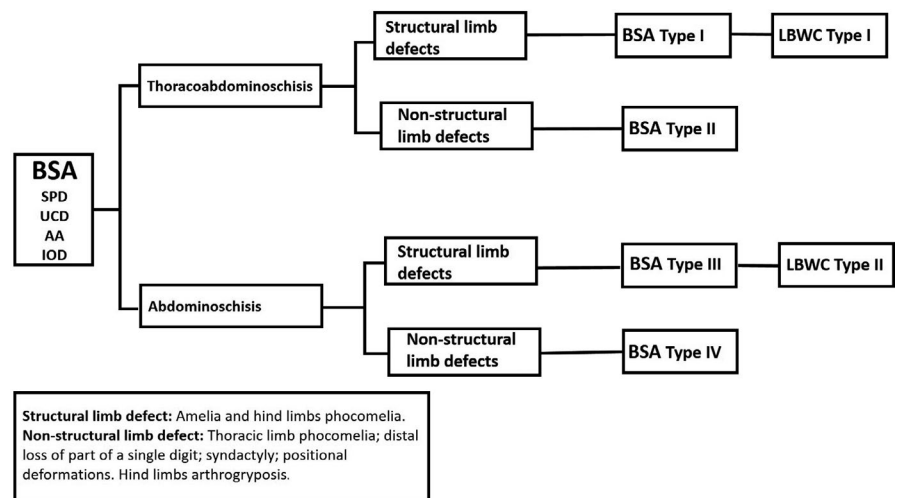 Structural limb
defects
BSA Type I
LBWC Type I
Thoracoabdominoschisis
Non-structural
limb defects
BSA Type II
BSA
SPD
UCD
AA
IOD
Structural limb
defects
BSA Type III
LBWC Type II
Abdominoschisis
Non-structural
limb defects
BSA Type IV
Structural limb defect: Amelia and hind limbs phocomelia.
Non-structural limb defect: Thoracic limb phocomelia; distal
loss of part of a single digit; syndactyly; positional
deformations. Hind limbs arthrogryposis.